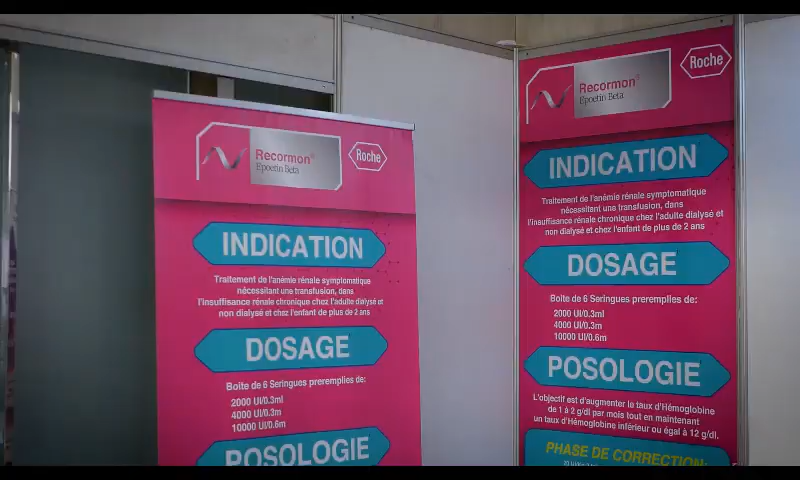 Recormon®
Epoetin Beta
Roche
INDICATION
Traitement de l'anémie rénale symptomatique
nécessitant une transfusion, dans
l'insuffisance rénale chronique chez l'adulte dialysé et
non dialysé et chez l'enfant de plus de 2 ans
DOSAGE
Boite de 6 Seringues preremplies de:
2000 UI/0.3ml
4000 UI/0.3m
10000 UI/0.6m
POSOLOGIE
Recormon®
Epoetin Beta
Roche
INDICATION
Traitement de l'anémie rénale symptomatique
nécessitant une transfusion, dans
l'insuffisance rénale chronique chez l'adulte dialysé et
non dialysé et chez l'enfant de plus de 2 ans
DOSAGE
Boite de 6 Seringues preremplies de:
2000 UI/0.3ml
4000 UI/0.3m
10000 UI/0.6m
POSOLOGIE
L'objectif est d'augmenter le taux d'Hémoglobine
de 1 à 2 g/dl par mois tout en maintenant
un taux d'Hémoglobine inférieur ou égal à 12 g/dl.
PHASE DE CORRECTION: